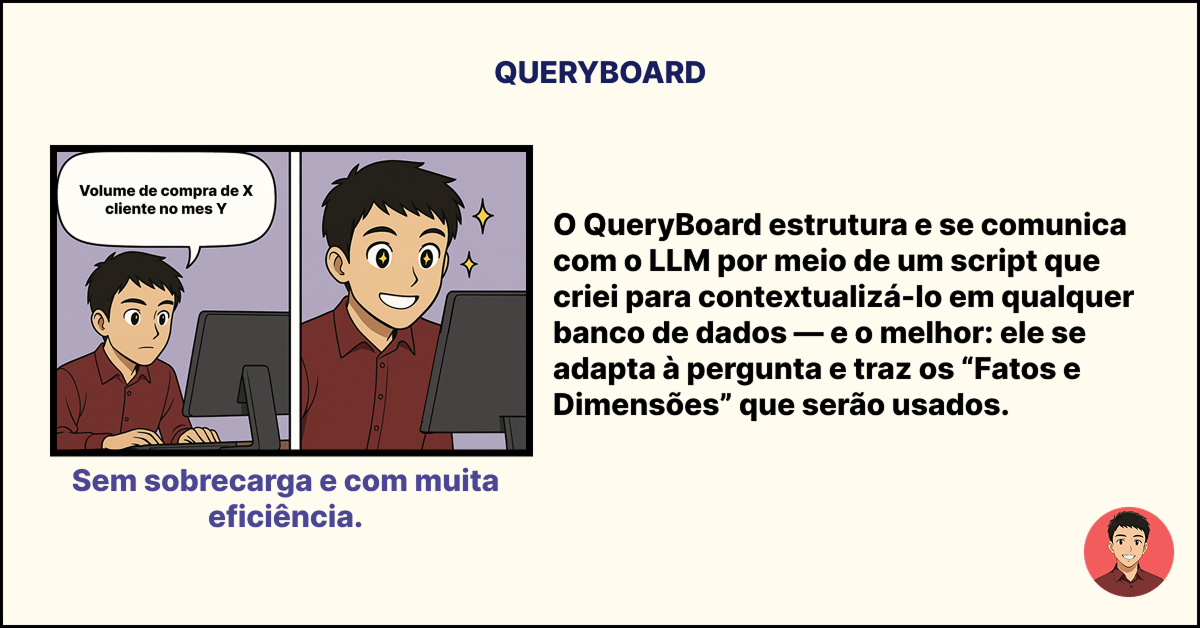 QUERYBOARD
Volume de compra de X
cliente no mes Y
O QueryBoard estrutura e se comunica
com o LLM por meio de um script que
criei para contextualizá-lo em qualquer
banco de dados — e o melhor: ele se
adapta à pergunta e traz os “Fatos e
Dimensões” que serão usados.
Sem sobrecarga e com muita
eficiência.